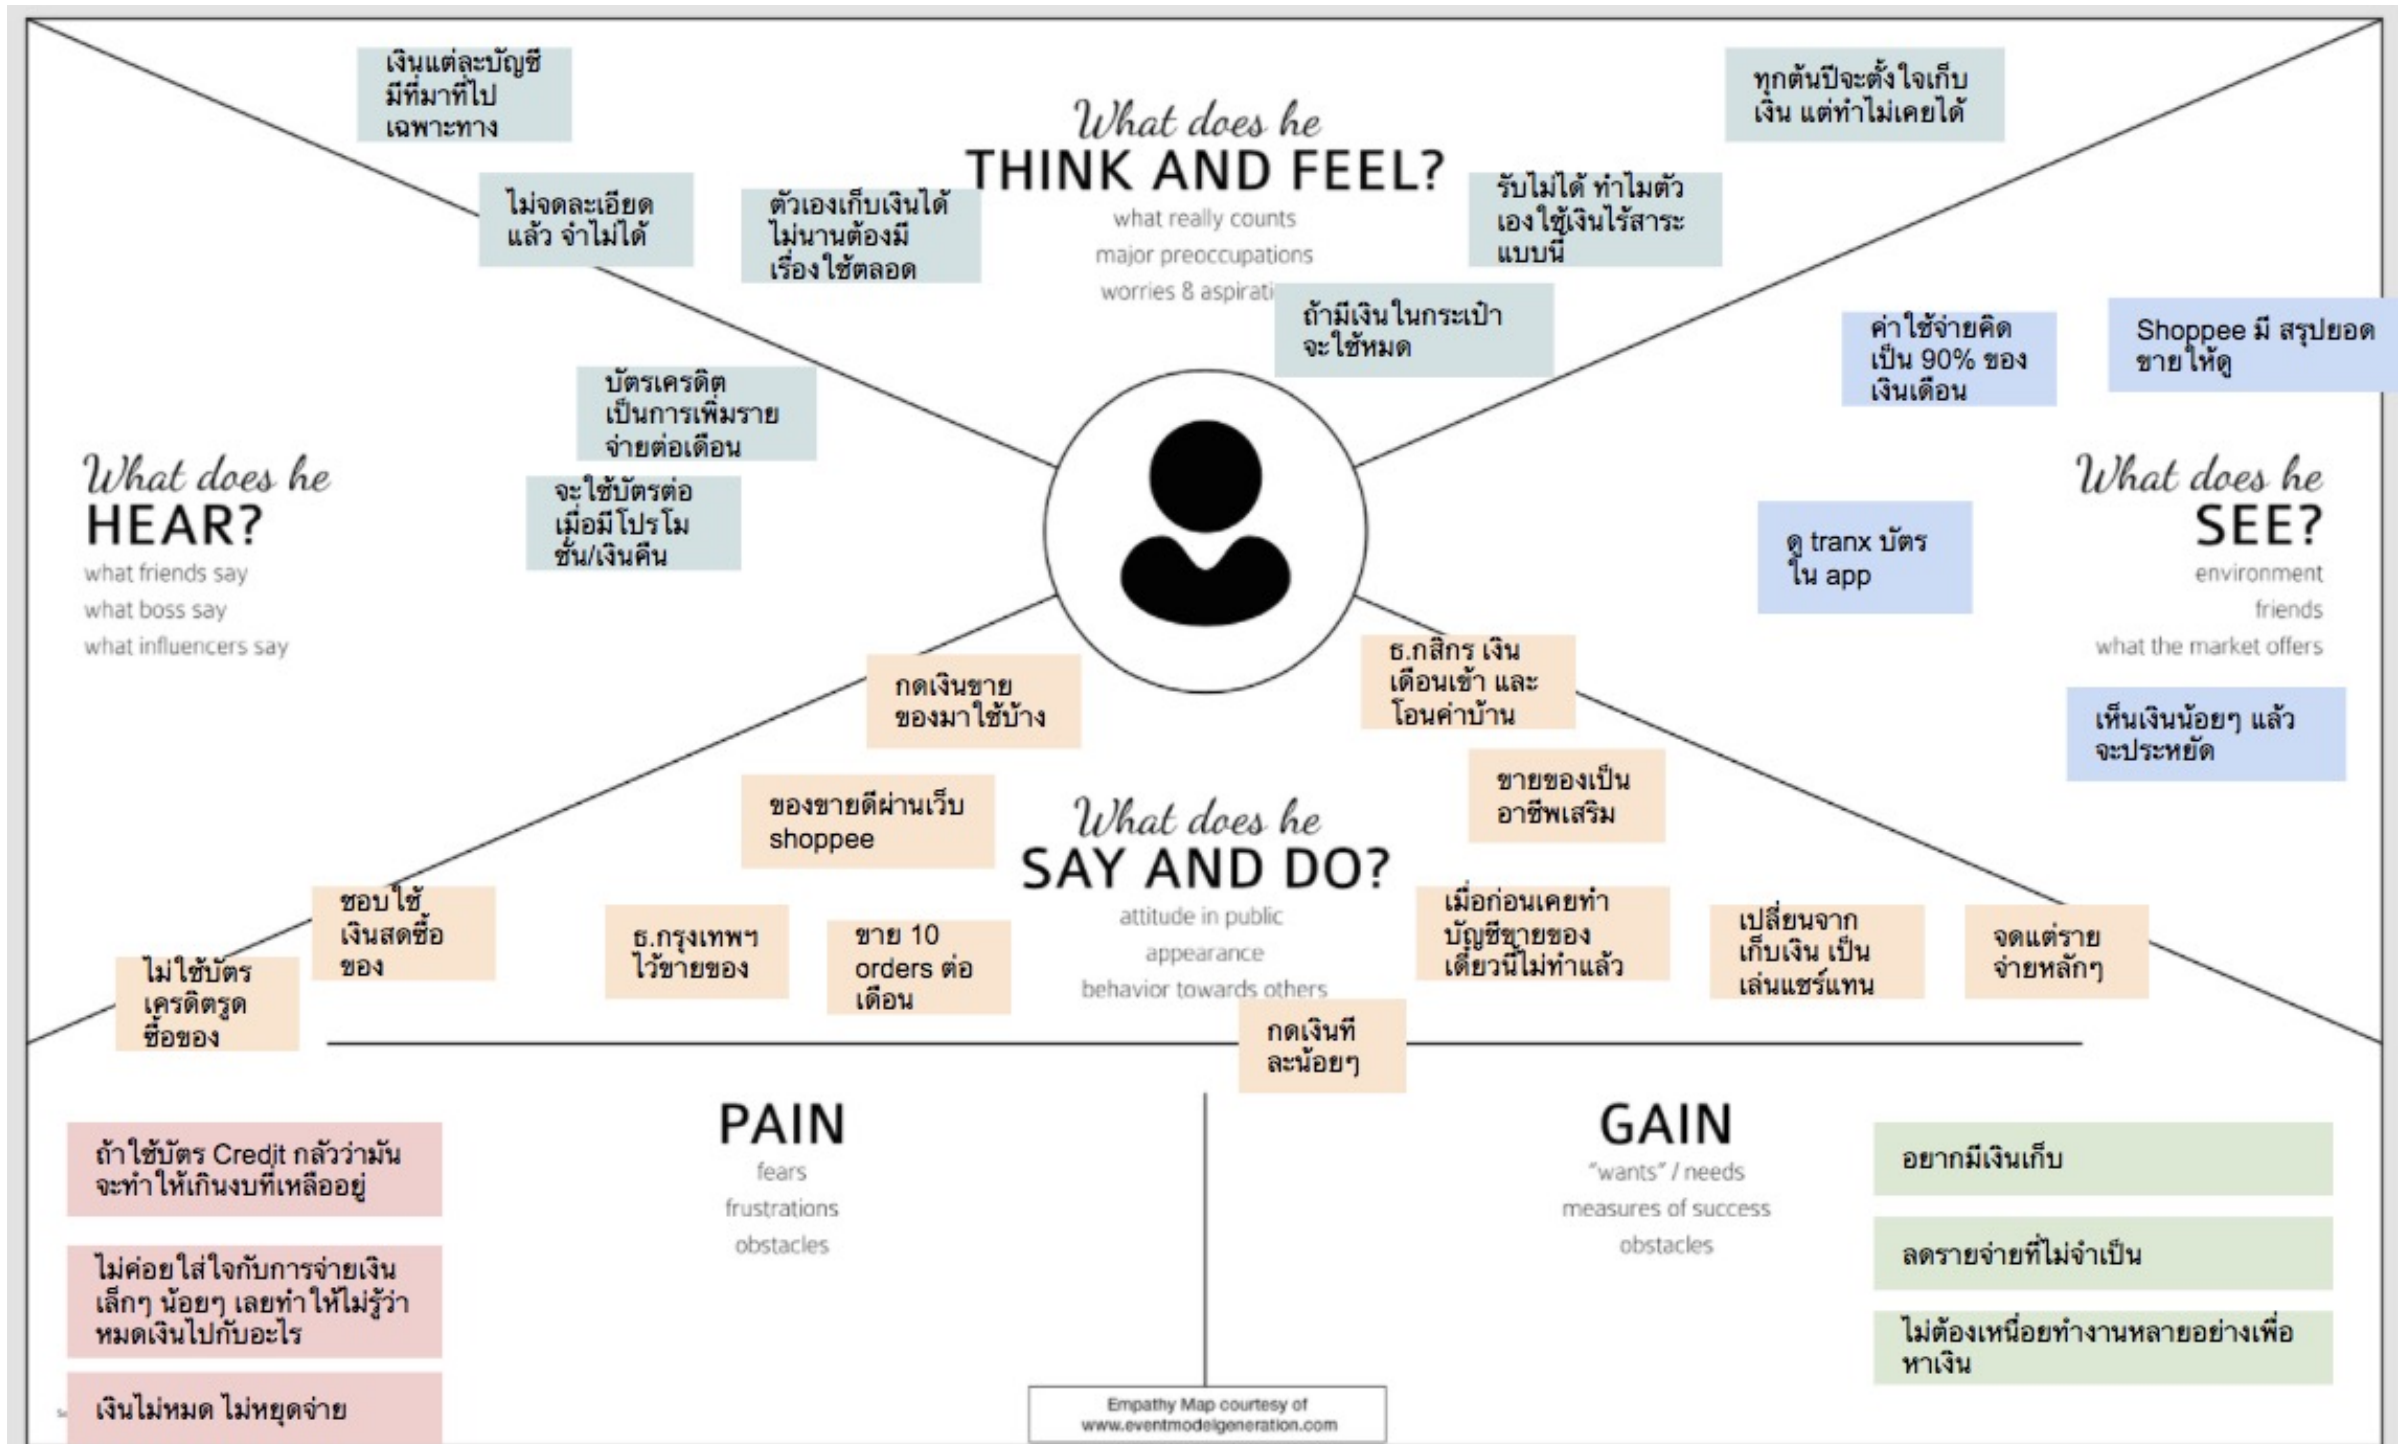 เงินแต่ละบัญชี
มีที่มาที่ไป
เฉพาะทาง
ทุกต้นปีจะตั้งใจเก็บ
เงิน แต่ทำไม่เคยได้
What does he
THINK AND FEEL?
what really counts
major preoccupations
worries & aspirati
ไม่จดละเอียด
แล้ว จำไม่ได้
ตัวเองเก็บเงินได้
ไม่นานต้องมี
เรื่องใช้ตลอด
รับไม่ได้ ทำไมตัว
เองใช้เงินไร้สาระ
แบบนี้
ถ้ามีเงินในกระเป๋า
จะใช้หมด
บัตรเครดิต
เป็นการเพิ่มราย
จ่ายต่อเดือน
จะใช้บัตรต่อ
เมื่อมีโปรโม
ชั่น/เงินคืน
What does he
HEAR?
what friends say
what boss say
what influencers say
ค่าใช้จ่ายคิด
เป็น 90% ของ
เงินเดือน
Shoppee มี สรุปยอด
ขายให้ดู
What does he
SEE?
environment
friends
what the market offers
ดู tranx บัตร
ใน app
เห็นเงินน้อยๆ แล้ว
จะประหยัด
กดเงินขาย
ของมาใช้บ้าง
ธ.กสิกร เงิน
เดือนเข้า และ
โอนค่าบ้าน
ของขายดีผ่านเว็บ
shoppee
ขายของเป็น
อาชีพเสริม
What does he
SAY AND DO?
attitude in public
appearance
behavior towards others
ชอบใช้
เงินสดซื้อ
ของ
ไม่ใช้บัตร
เครดิตรูด
ซื้อของ
ธ.กรุงเทพฯ
ไว้ขายของ
ขาย 10
orders ต่อ
เดือน
เมื่อก่อนเคยทำ
บัญชีขายของ
เดี๋ยวนี้ไม่ทำแล้ว
เปลี่ยนจาก
เก็บเงิน เป็น
เล่นแชร์แทน
จดแต่ราย
จ่ายหลักๆ
กดเงินที
ละน้อยๆ
PAIN
fears
frustrations
obstacles
ถ้าใช้บัตร Credit กลัวว่ามัน
จะทำให้เกินงบที่เหลืออยู่
ไม่ค่อยใส่ใจกับการจ่ายเงิน
เล็กๆ น้อยๆ เลยทำให้ไม่รู้ว่า
หมดเงินไปกับอะไร
เงินไม่หมด ไม่หยุดจ่าย
GAIN
"wants" / needs
measures of success
obstacles
อยากมีเงินเก็บ
ลดรายจ่ายที่ไม่จำเป็น
ไม่ต้องเหนื่อยทำงานหลายอย่างเพื่อ
หาเงิน
Empathy Map courtesy of
www.eventmodelgeneration.com